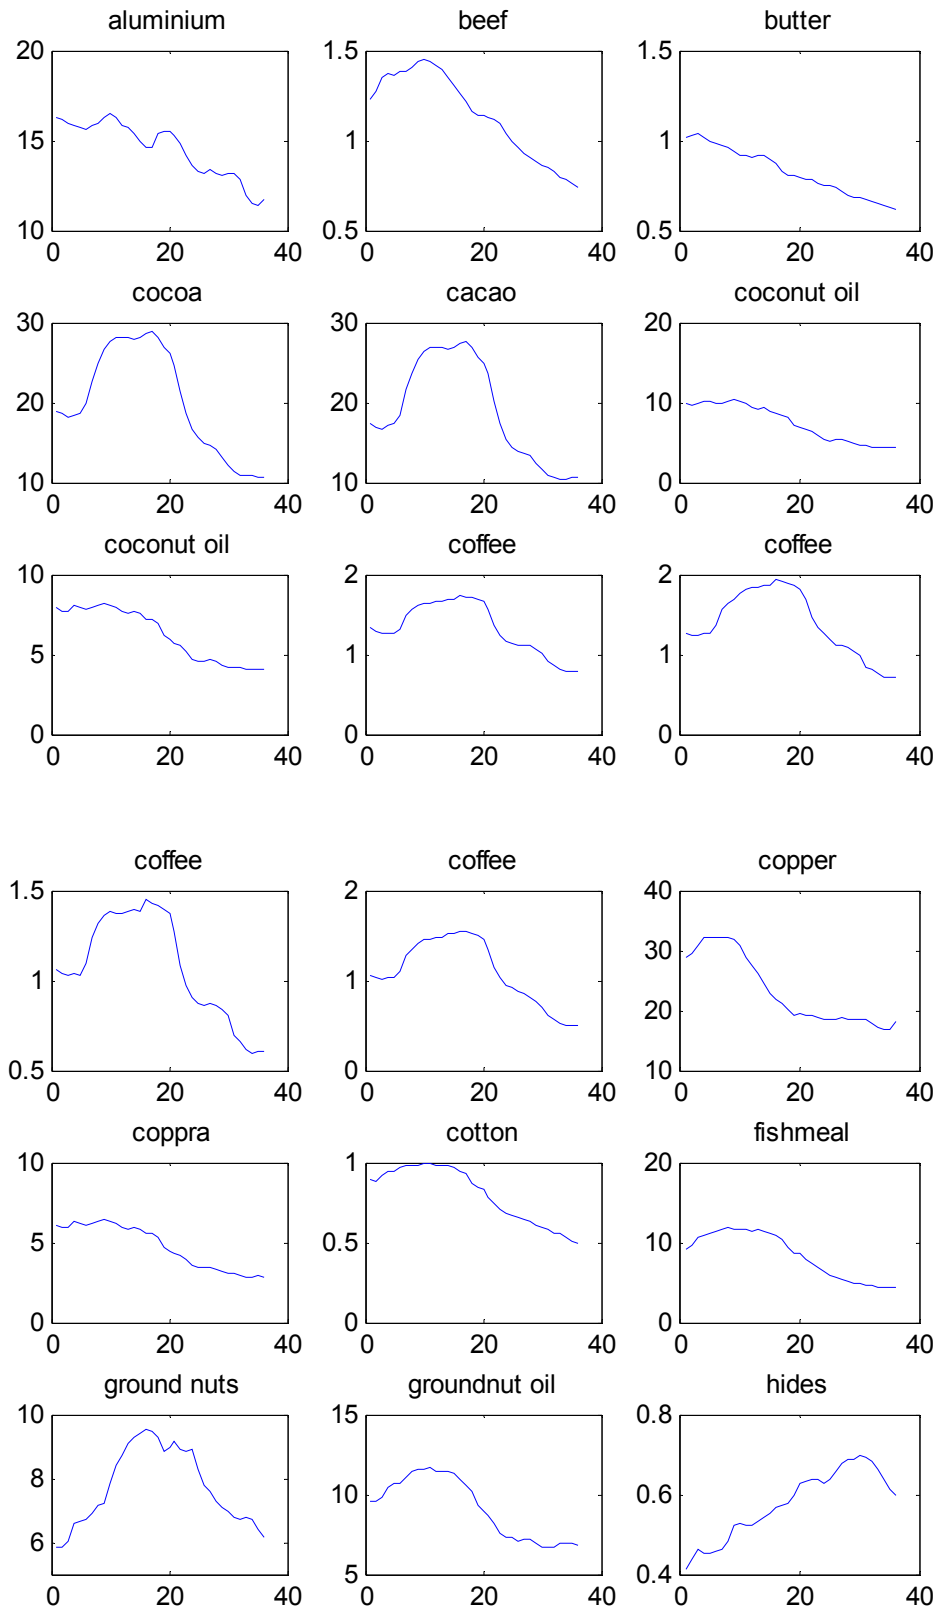 aluminium beef butter
20 1.5 1.5
15 1 1
10 0.5 0.5
0 20 40 0 20 40 0 20 40
cocoa cacao coconut oil
30 30 20
20 20 10
10 10 0
0 20 40 0 20 40 0 20 40
coconut oil coffee coffee
10 2 2
5 1 1
0 0 0
0 20 40 0 20 40 0 20 40
coffee coffee copper
1.5 2 40
30
1 1
20
0.5 0 10
0 20 40 0 20 40 0 20 40
coppra cotton fishmeal
10 1 20
5 0.5 10
0 0 0
0 20 40 0 20 40 0 20 40
ground nuts groundnut oil hides
10 15 0.8
8 10 0.6
6
5 0.4
0 20 40 0 20 40 0 20 40